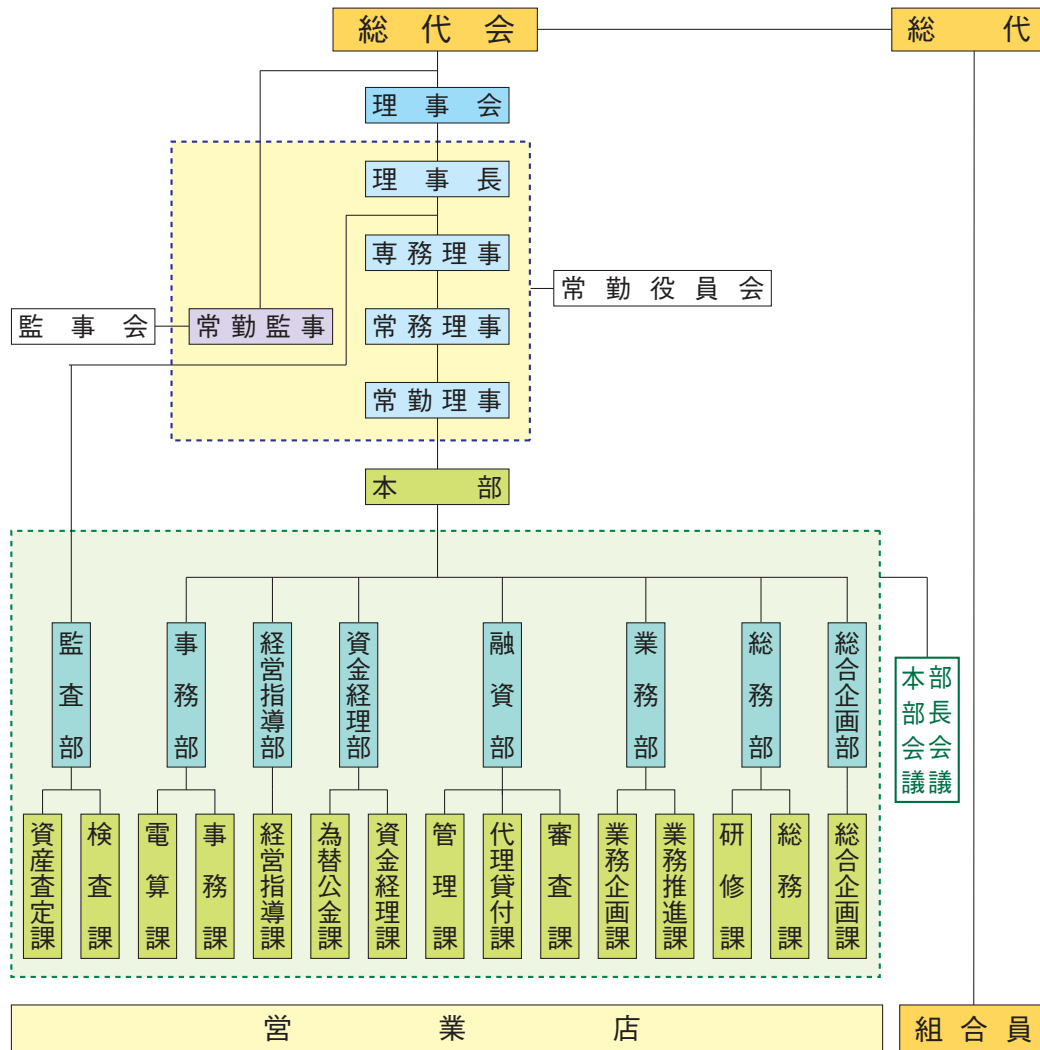 総代会
総代
理事会
理事長
専務理事
常勤役員会
監事会
常勤監事
常務理事
常勤理事
本部
監査部
事務部
経営指導部
資金経理部
融資部
業務部
総務部
総合企画部
部長会議
本部会議
資産査定課
検査課
電算課
事務課
経営指導課
為替公金課
資金経理課
管理課
代理貸付課
審査課
業務企画課
業務推進課
研修課
総務課
総合企画課
営業店
組合員